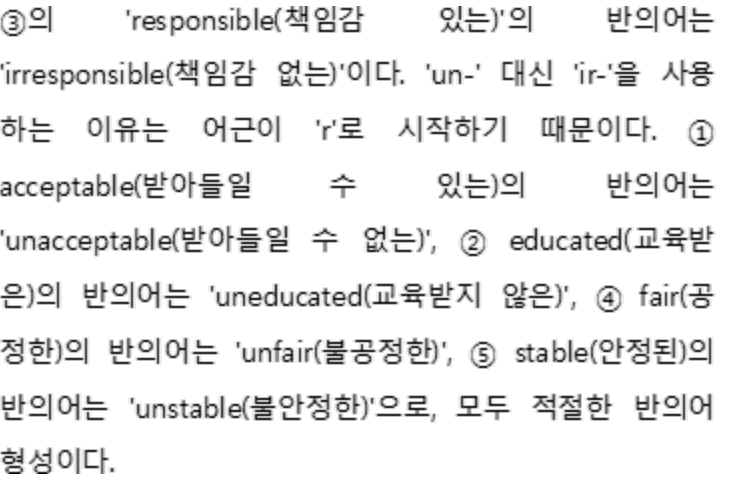 ③의 'responsible(책임감 있는)'의 반의어는
'irresponsible(책임감 없는)'이다. 'un-' 대신 'ir-'을 사용
하는 이유는 어근이 'r'로 시작하기 때문이다. ①
acceptable(받아들일 수 있는)의 반의어는
'unacceptable(받아들일 수 없는)', ② educated(교육받
은)의 반의어는 'uneducated(교육받지 않은)', ④ fair(공
정한)의 반의어는 'unfair(불공정한)', ⑤ stable(안정된)의
반의어는 'unstable(불안정한)'으로, 모두 적절한 반의어
형성이다.